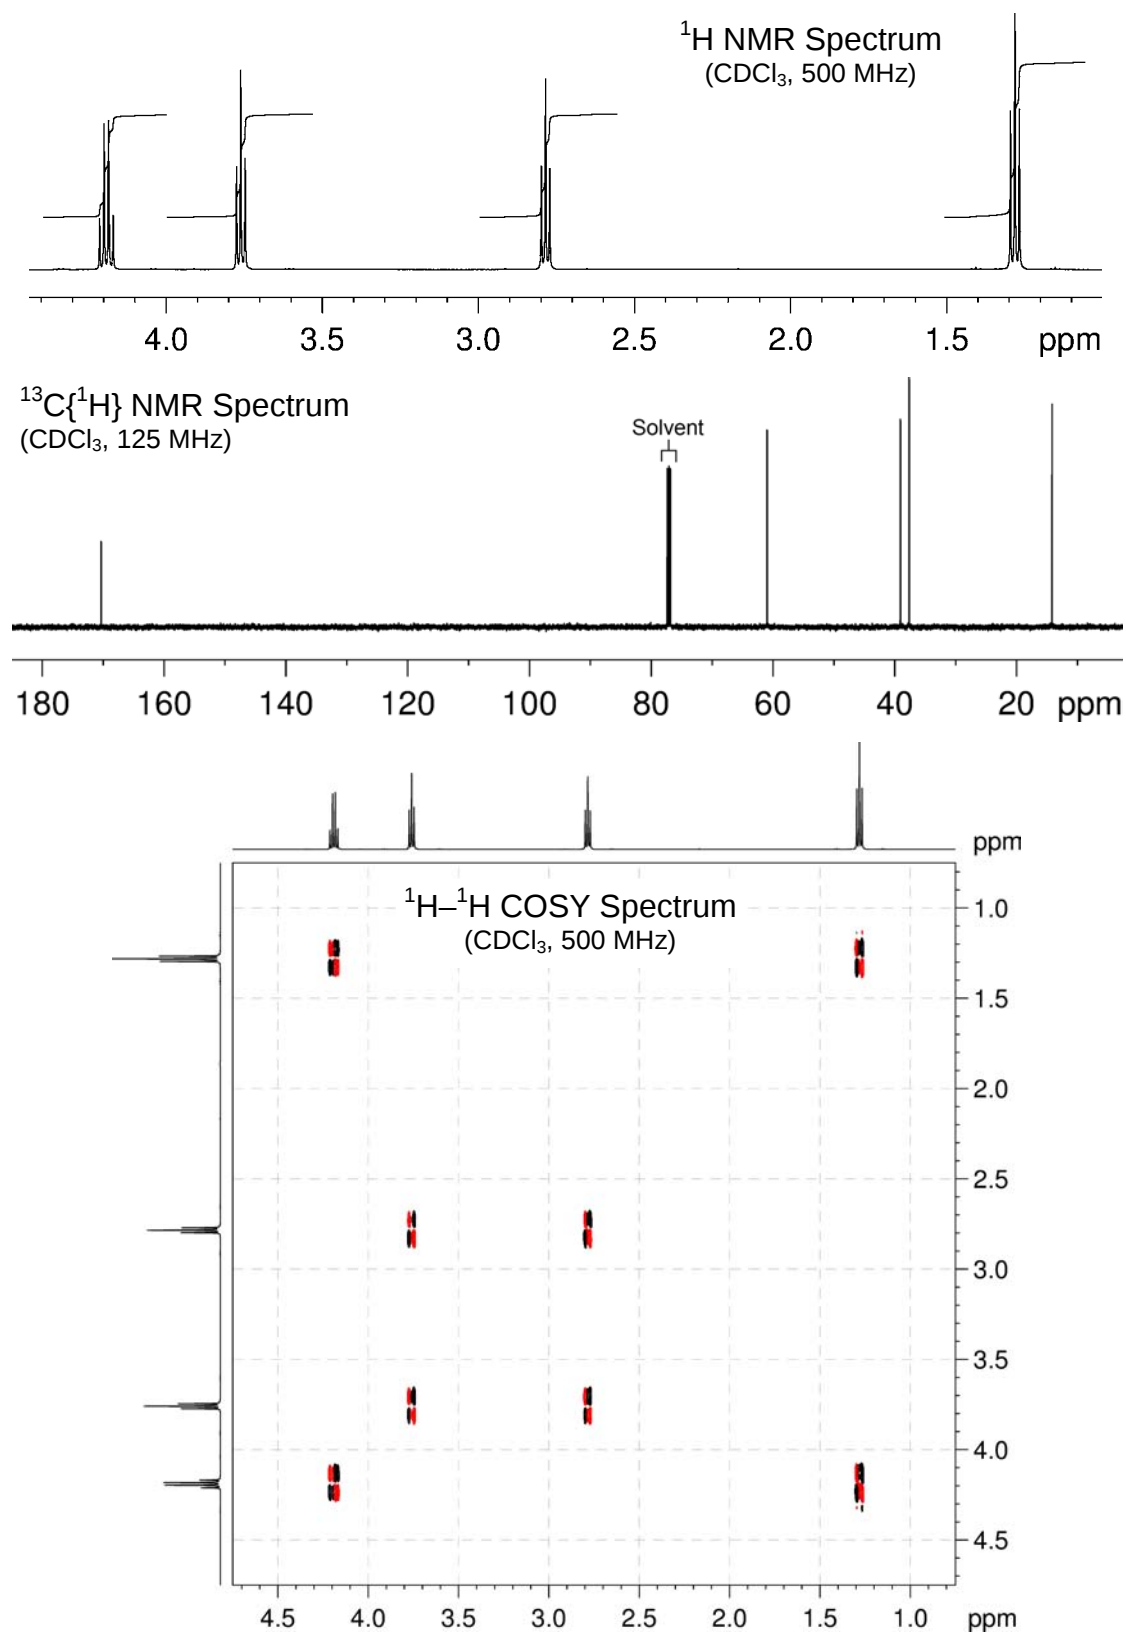 ¹H NMR Spectrum
(CDCl₃, 500 MHz)
4.0 3.5 3.0 2.5 2.0 1.5 ppm
¹³C{¹H} NMR Spectrum
(CDCl₃, 125 MHz)
Solvent
180 160 140 120 100 80 60 40 20 ppm
ppm
¹H–¹H COSY Spectrum
(CDCl₃, 500 MHz)
1.0
1.5
2.0
2.5
3.0
3.5
4.0
4.5
4.5 4.0 3.5 3.0 2.5 2.0 1.5 1.0 ppm